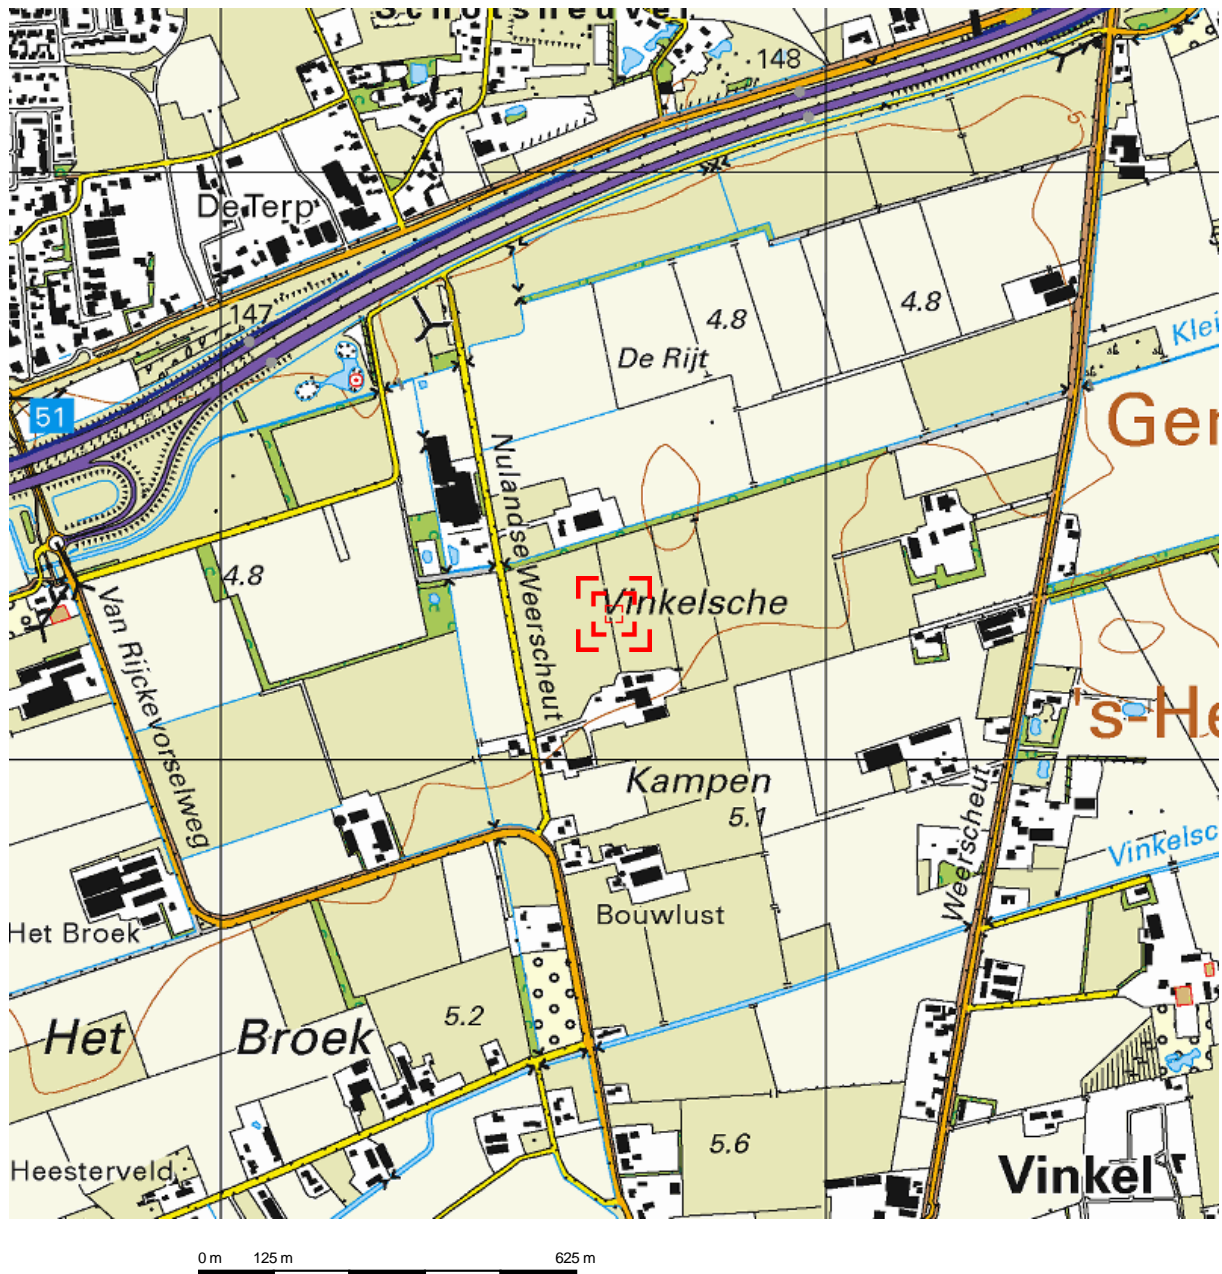 Schotsheuvel
148
De Terp
147
4.8
4.8
De Rijt
Klei
51
Ger
Nulandse Weerscheut
4.8
Vinkelsche
Van Rijckevorselweg
's-He
Kampen
5.1
Weerscheut
Vinkelsc
Het Broek
Bouwlust
5.2
Het Broek
5.6
Heesterveld
Vinkel
0 m 125 m 625 m